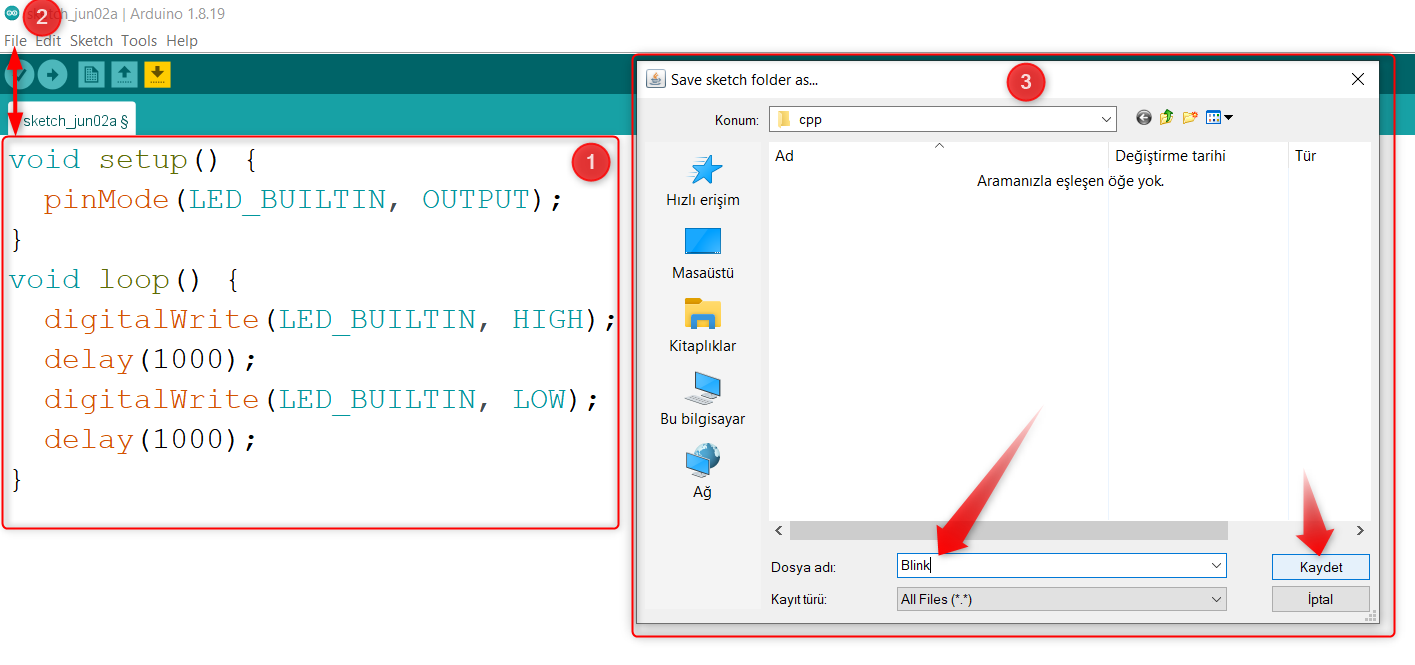 sketch_jun02a | Arduino 1.8.19
2
File Edit Sketch Tools Help
sketch_jun02a §
1
void setup() {
  pinMode(LED_BUILTIN, OUTPUT);
}
void loop() {
  digitalWrite(LED_BUILTIN, HIGH);
  delay(1000);
  digitalWrite(LED_BUILTIN, LOW);
  delay(1000);
}
Save sketch folder as...
3
Konum: cpp
Ad Değiştirme tarihi Tür
Aramanızla eşleşen öğe yok.
Hızlı erişim
Masaüstü
Kitaplıklar
Bu bilgisayar
Ağ
Dosya adı: Blink Kaydet
Kayıt türü: All Files (*.*) İptal